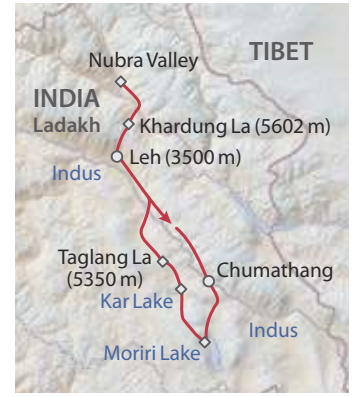 Nubra Valley
TIBET
INDIA
Ladakh
Khardung La (5602 m)
Leh (3500 m)
Indus
Taglang La
(5350 m)
Chumathang
Kar Lake
Indus
Moriri Lake